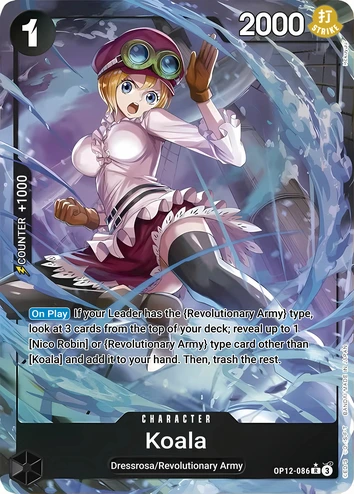 1
2000
打
STRIKE
COUNTER +1000
On Play If your Leader has the {Revolutionary Army} type,
look at 3 cards from the top of your deck; reveal up to 1
[Nico Robin] or {Revolutionary Army} type card other than
[Koala] and add it to your hand. Then, trash the rest.
CHARACTER
Koala
Dressrosa/Revolutionary Army
OP12-086 R 3